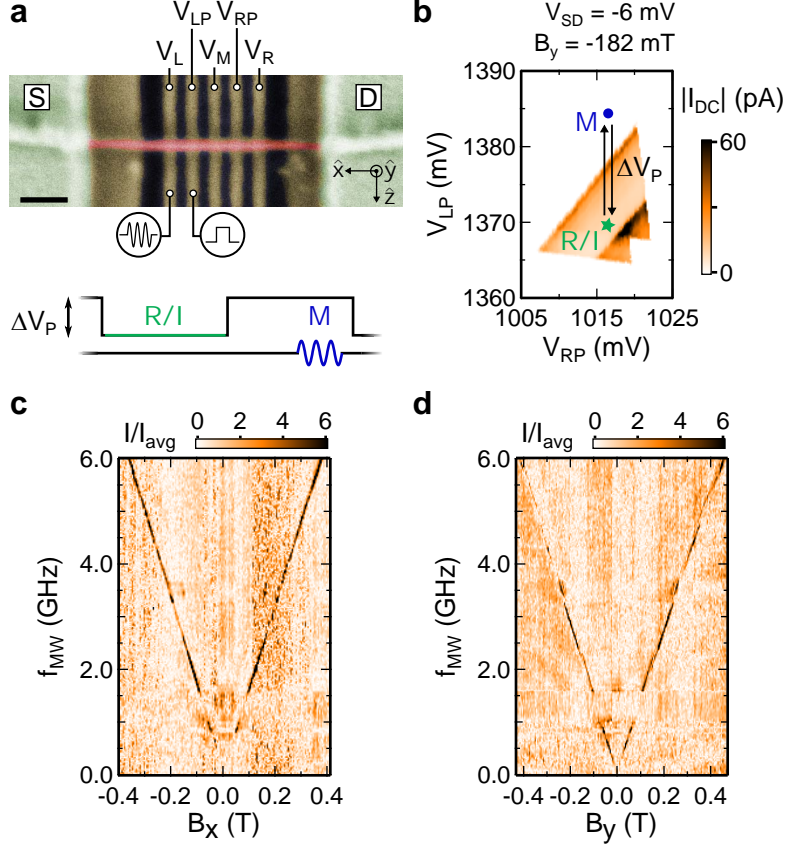 a
V_LP V_RP
V_L V_M V_R
S D
x̂ ŷ
ẑ
ΔV_P R/I M
b
V_SD = -6 mV
B_y = -182 mT
1390
1380
1370
1360
V_LP (mV)
M
ΔV_P
R/I
1005 1015 1025
V_RP (mV)
|I_DC| (pA)
60
0
c
I/I_avg 0 2 4 6
6.0
4.0
2.0
0.0
f_MW (GHz)
-0.4 -0.2 0.0 0.2 0.4
B_x (T)
d
I/I_avg 0 2 4 6
6.0
4.0
2.0
0.0
f_MW (GHz)
-0.4 -0.2 0.0 0.2 0.4
B_y (T)